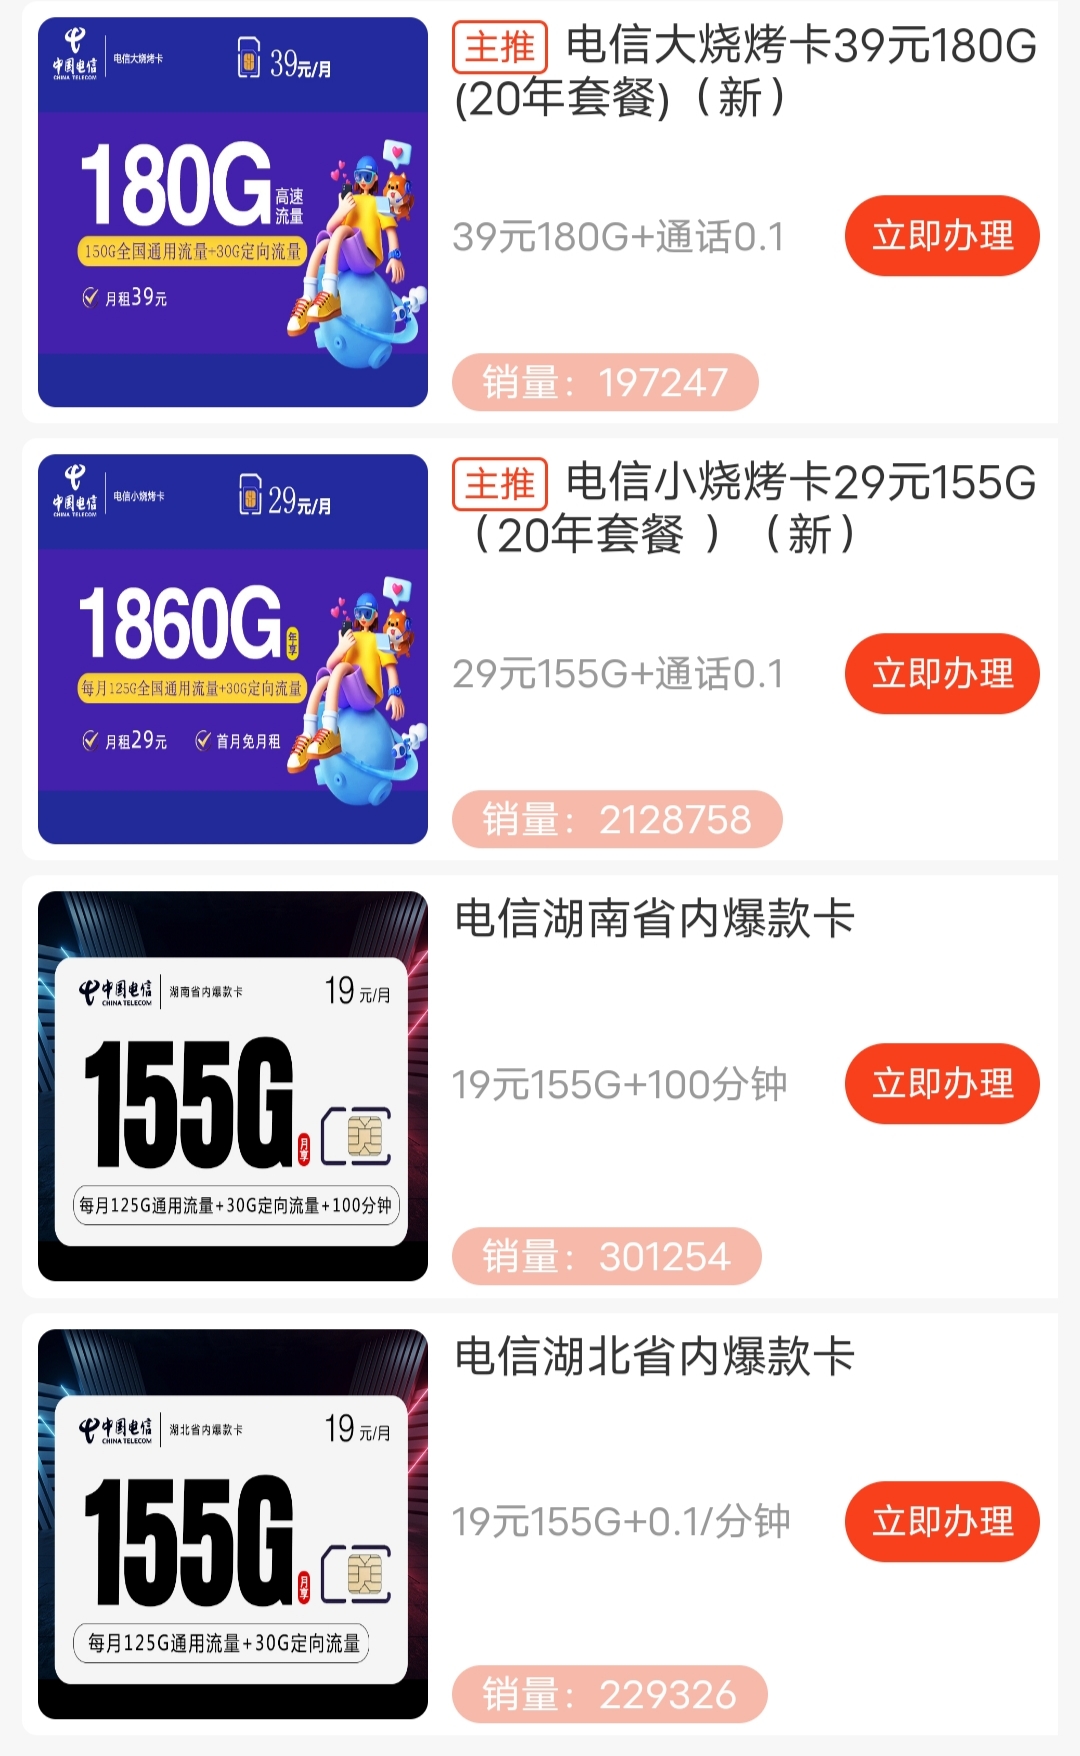 中国电信
CHINA TELECOM
电信大烧烤卡
39元/月
180G
高速
流量
150G全国通用流量+30G定向流量
月租39元
主推 电信大烧烤卡39元180G
(20年套餐)（新）
39元180G+通话0.1
立即办理
销量：197247
中国电信
CHINA TELECOM
电信小烧烤卡
29元/月
1860G
年享
每月125G全国通用流量+30G定向流量
月租29元
首月免月租
主推 电信小烧烤卡29元155G
（20年套餐 ）（新）
29元155G+通话0.1
立即办理
销量：2128758
中国电信
CHINA TELECOM
湖南省内爆款卡
19元/月
155G
月享
每月125G通用流量+30G定向流量+100分钟
电信湖南省内爆款卡
19元155G+100分钟
立即办理
销量：301254
中国电信
CHINA TELECOM
湖北省内爆款卡
19元/月
155G
月享
每月125G通用流量+30G定向流量
电信湖北省内爆款卡
19元155G+0.1/分钟
立即办理
销量：229326